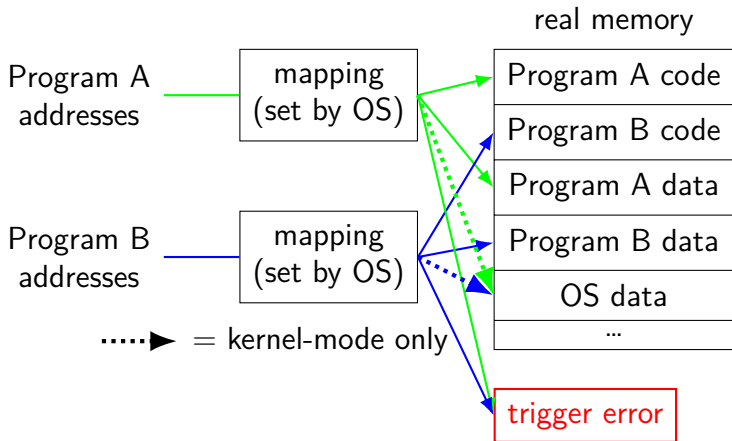 real memory
Program A
addresses
mapping
(set by OS)
Program A code
Program B code
Program A data
Program B
addresses
mapping
(set by OS)
Program B data
OS data
...
= kernel-mode only
trigger error